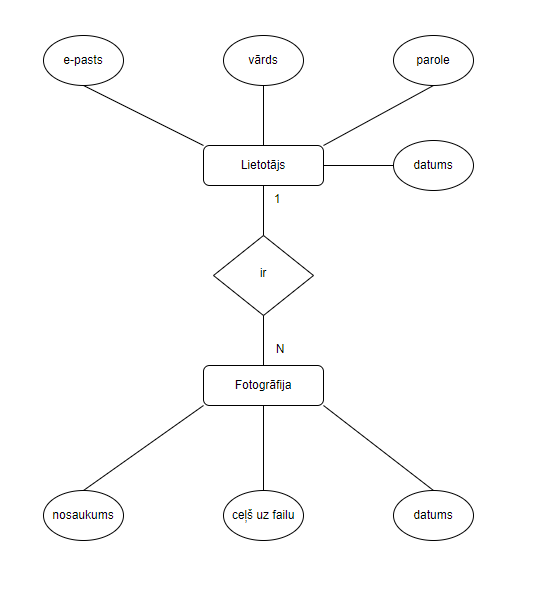 e-pasts
vārds
parole
Lietotājs
datums
1
ir
N
Fotogrāfija
nosaukums
ceļš uz failu
datums